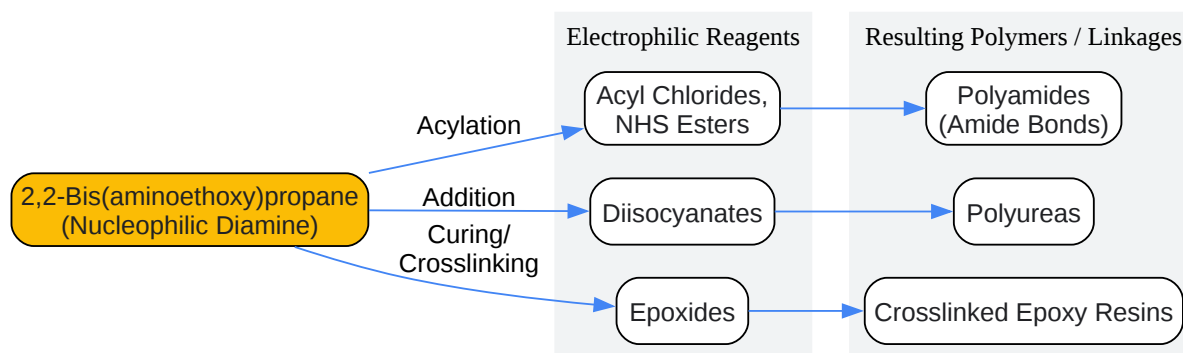 Electrophilic Reagents
Resulting Polymers / Linkages
Acylation
Acyl Chlorides,
NHS Esters
Polyamides
(Amide Bonds)
2,2-Bis(aminoethoxy)propane
(Nucleophilic Diamine)
Addition
Diisocyanates
Polyureas
Curing/
Crosslinking
Epoxides
Crosslinked Epoxy Resins